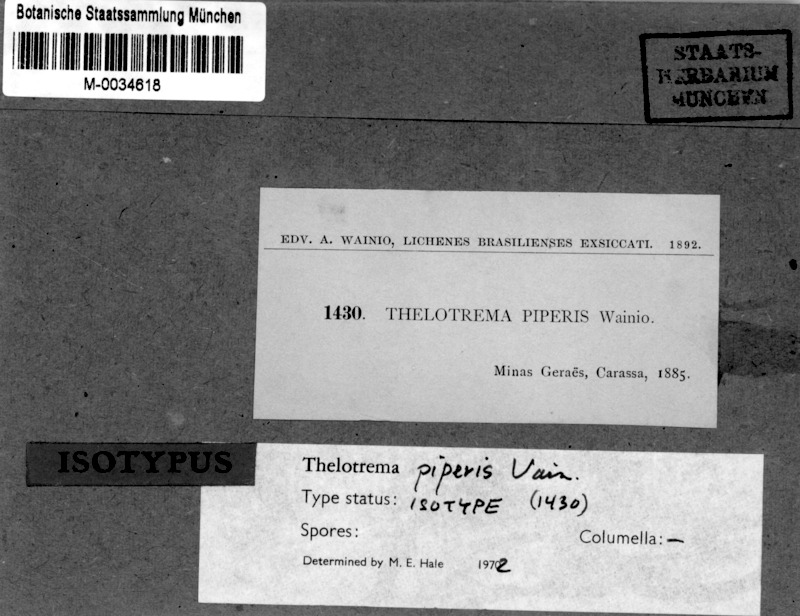 Botanische Staatssammlung München
M-0034618
STAATS-
HERBARIUM
MÜNCHEN
EDV. A. WAINIO, LICHENES BRASILIENSES EXSICCATI. 1892.
1430. THELOTREMA PIPERIS Wainio.
Minas Geraës, Carassa, 1885.
ISOTYPUS
Thelotrema piperis Vain.
Type status: ISOTYPE (1430)
Spores:
Columella: –
Determined by M. E. Hale 1972